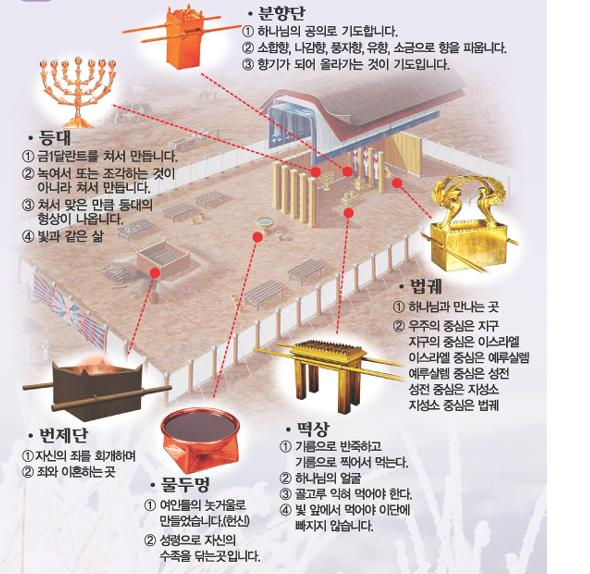 · 분향단
① 하나님의 공의로 기도합니다.
② 소합향, 나감향, 풍자향, 유향, 소금으로 향을 피웁니다.
③ 향기가 되어 올라가는 것이 기도입니다.
· 등대
① 금1달란트를 쳐서 만듭니다.
② 녹여서 또는 조각하는 것이
아니라 쳐서 만듭니다.
③ 쳐서 맞은 만큼 등대의
형상이 나옵니다.
④ 빛과 같은 삶
· 법궤
① 하나님과 만나는 곳
② 우주의 중심은 지구
지구의 중심은 이스라엘
이스라엘 중심은 예루살렘
예루살렘 중심은 성전
성전 중심은 지성소
지성소 중심은 법궤
· 번제단
① 자신의 죄를 회개하며
② 죄와 이혼하는 곳
· 물두멍
① 여인들의 놋거울로
만들었습니다.(헌신)
② 성령으로 자신의
수족을 닦는곳입니다.
· 떡상
① 기름으로 반죽하고
기름으로 찍어서 먹는다.
② 하나님의 얼굴
③ 골고루 익혀 먹어야 한다.
④ 빛 앞에서 먹어야 이단에
빠지지 않습니다.